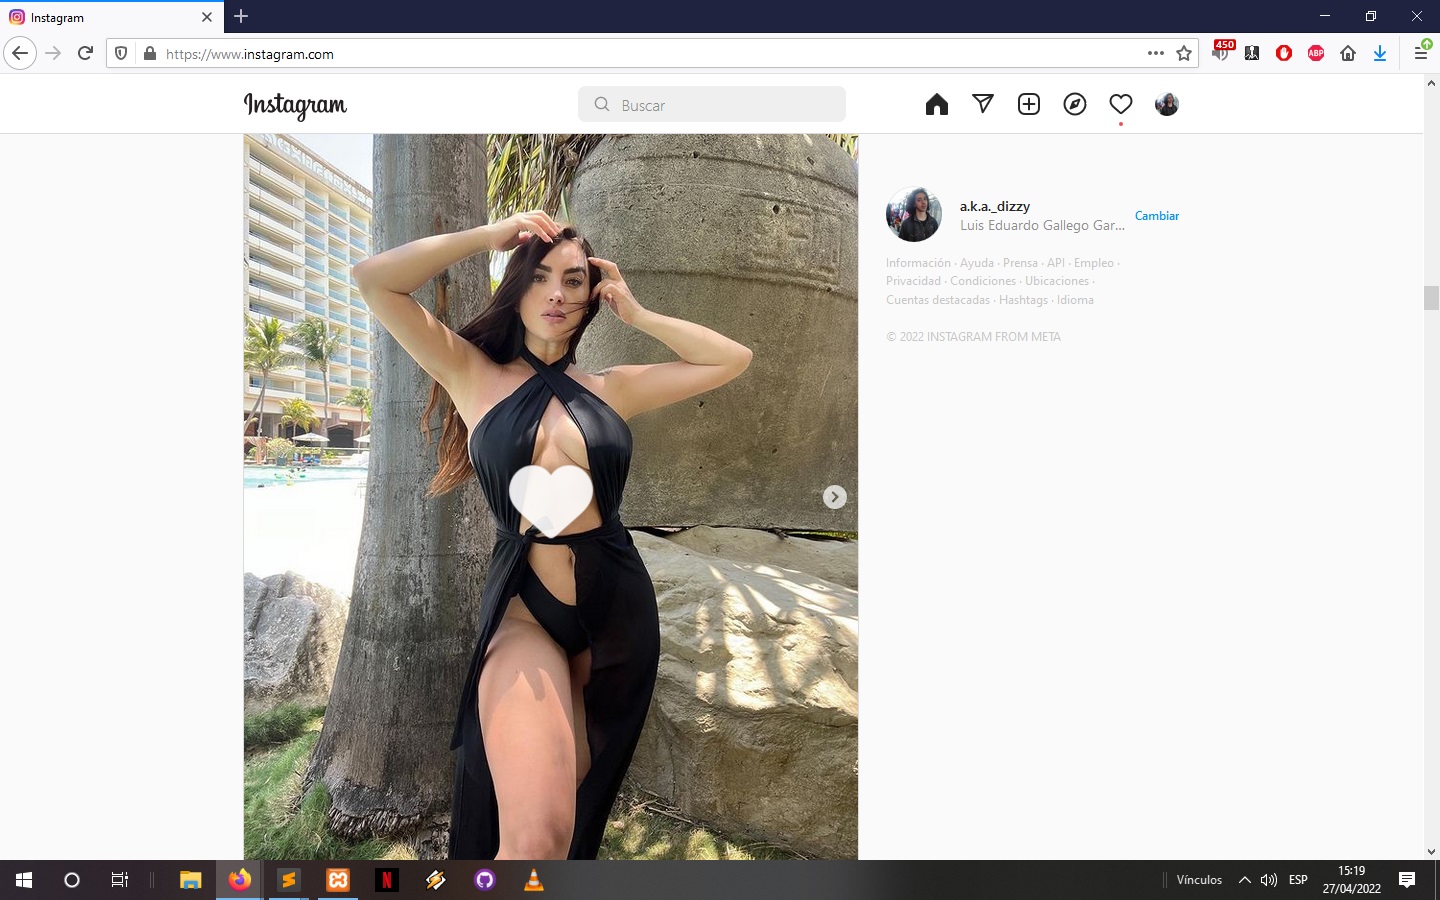 Instagram
https://www.instagram.com
450
ABP
Instagram
Buscar
a.k.a._dizzy
Luis Eduardo Gallego Gar...
Cambiar
Información · Ayuda · Prensa · API · Empleo ·
Privacidad · Condiciones · Ubicaciones ·
Cuentas destacadas · Hashtags · Idioma
© 2022 INSTAGRAM FROM META
N
Vínculos
ESP
15:19
27/04/2022